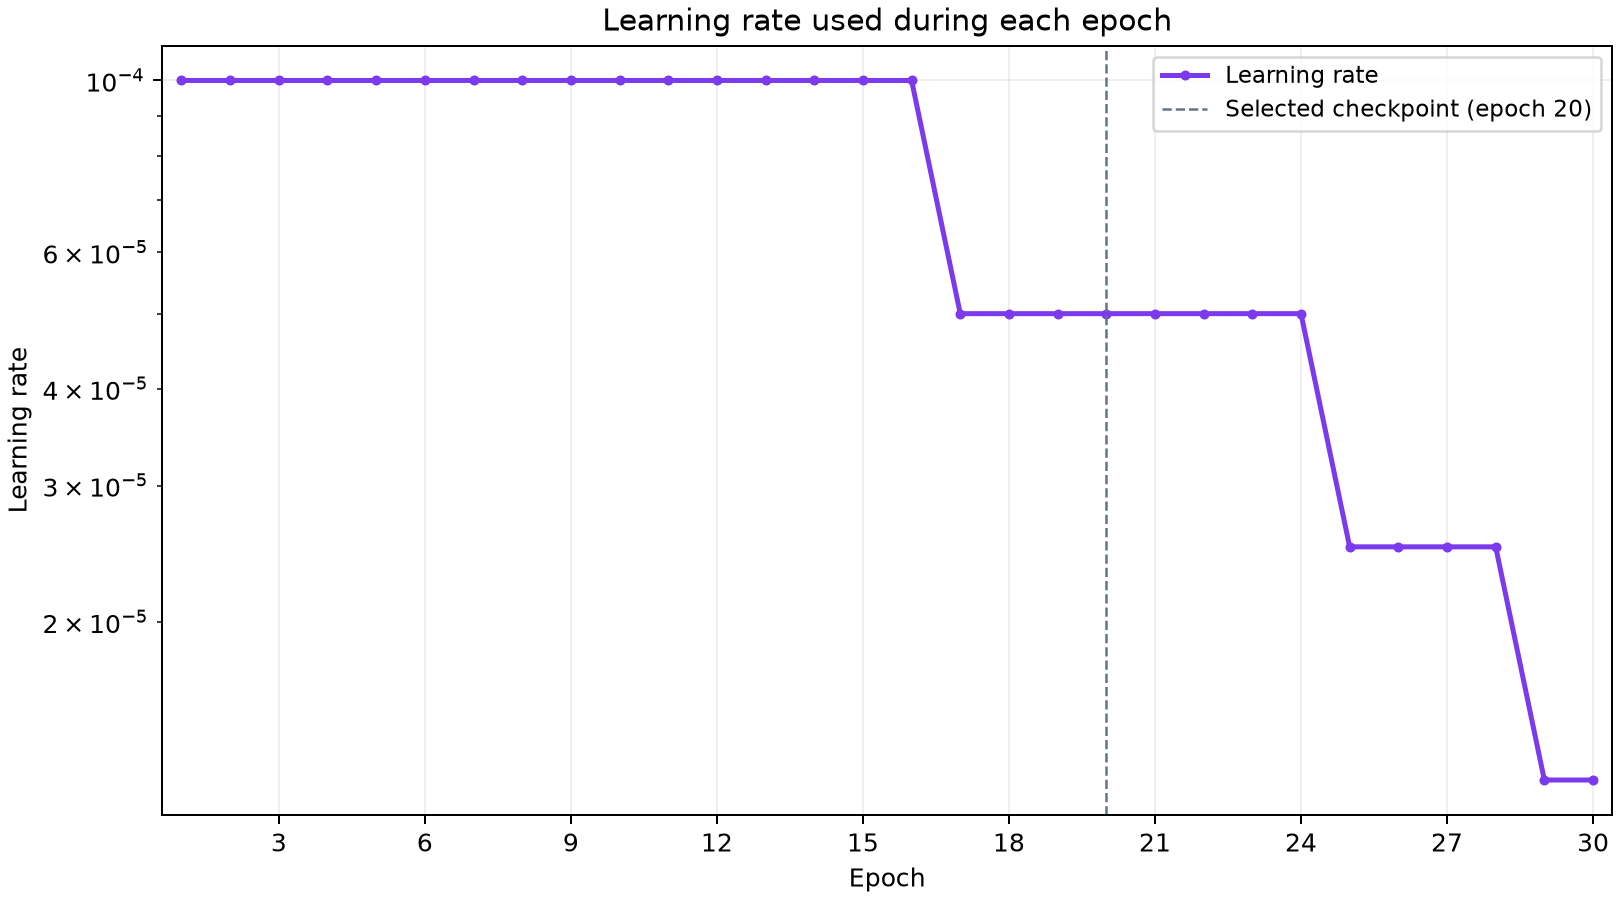 Learning rate used during each epoch
Learning rate
Selected checkpoint (epoch 20)
10⁻⁴
6 × 10⁻⁵
4 × 10⁻⁵
3 × 10⁻⁵
2 × 10⁻⁵
Learning rate
3 6 9 12 15 18 21 24 27 30
Epoch